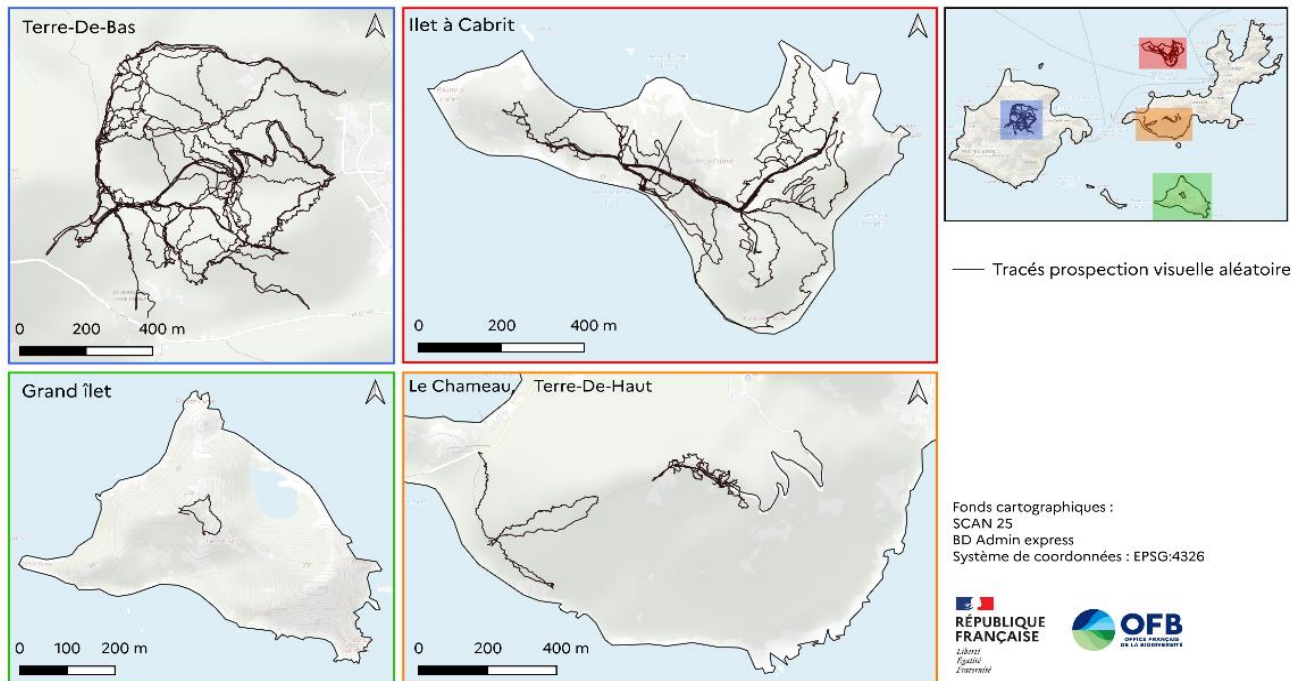 Terre-De-Bas
0 200 400 m
Ilet à Cabrit
0 200 400 m
Tracés prospection visuelle aléatoire
Grand îlet
0 100 200 m
Le Chameau, Terre-De-Haut
0 200 400 m
Fonds cartographiques :
SCAN 25
BD Admin express
Système de coordonnées : EPSG:4326
RÉPUBLIQUE
FRANÇAISE
Liberté
Égalité
Fraternité
OFB
OFFICE FRANÇAIS
DE LA BIODIVERSITÉ